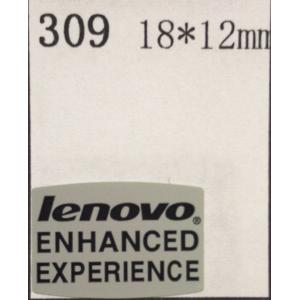 309 18*12mm
lenovo®
ENHANCED
EXPERIENCE